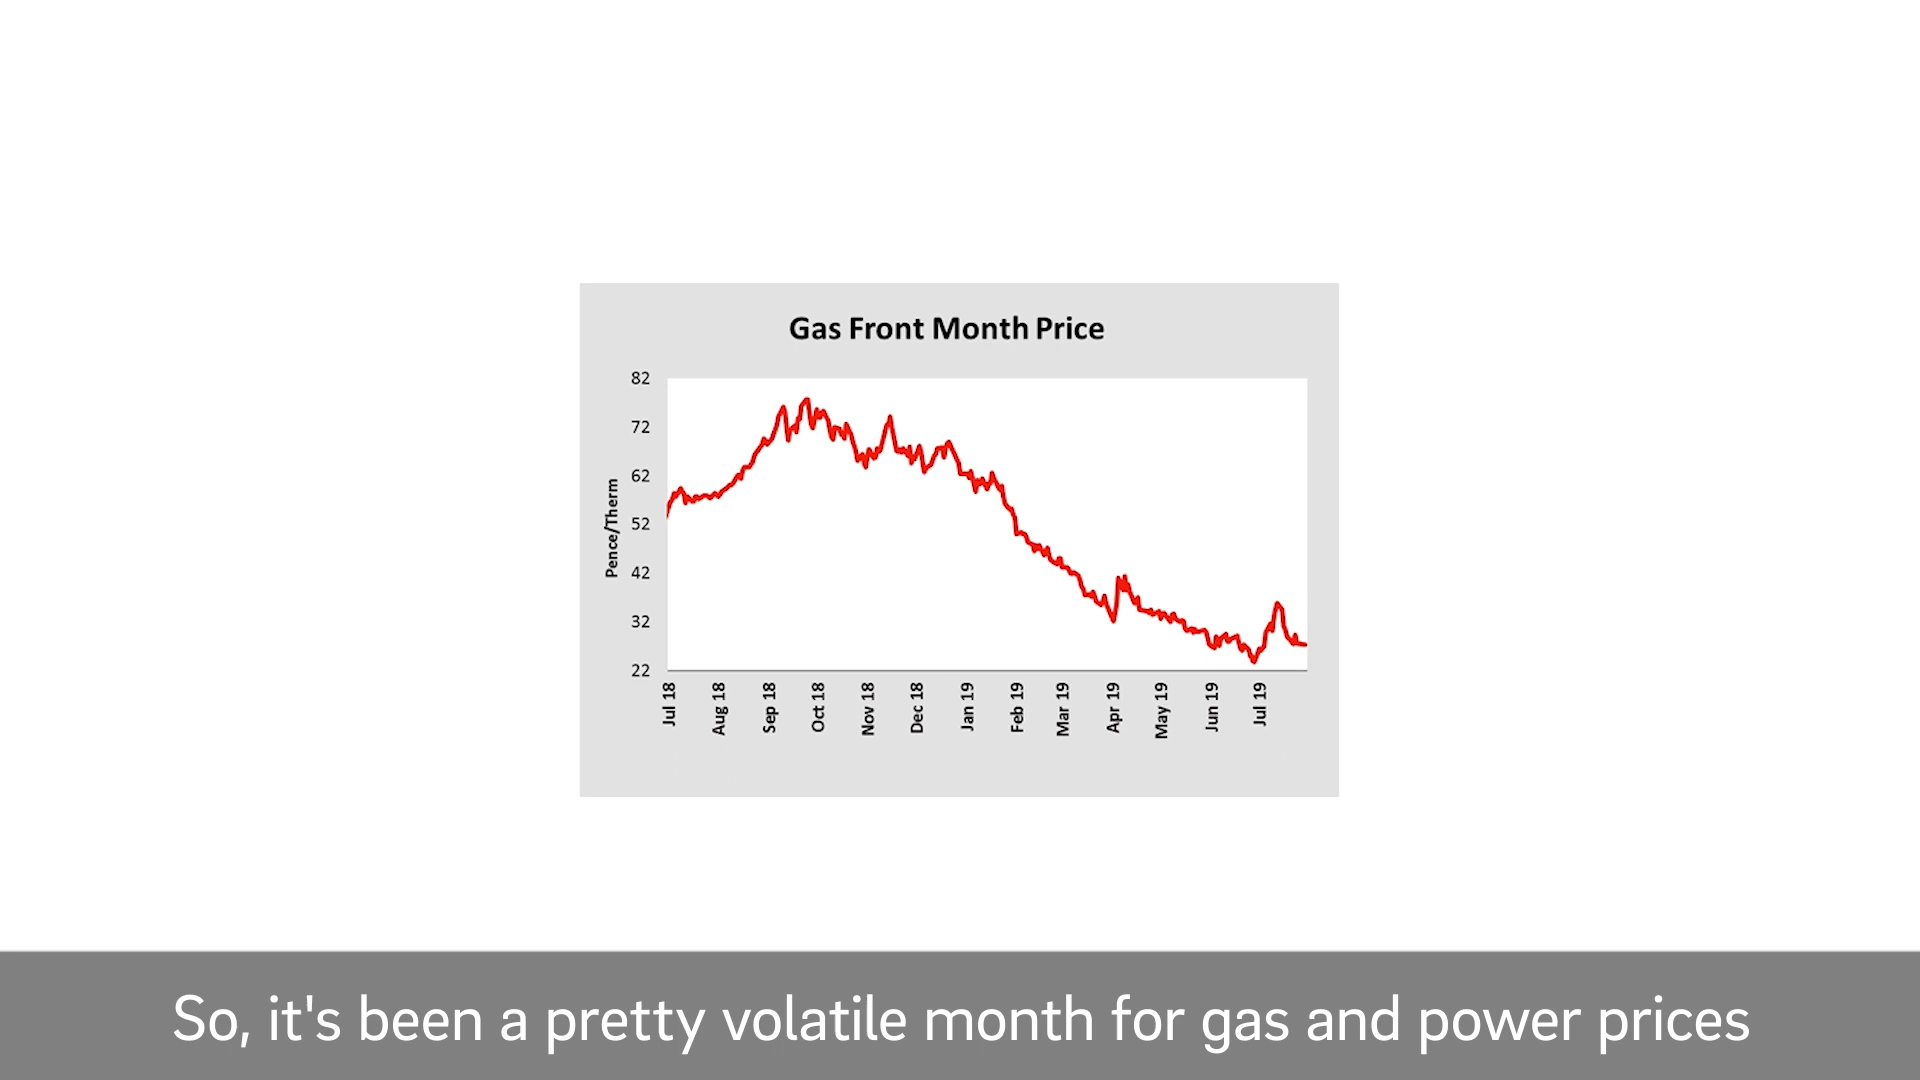 Gas Front Month Price
82
72
62
52
42
32
22
Pence/Therm
Jul 18
Aug 18
Sep 18
Oct 18
Nov 18
Dec 18
Jan 19
Feb 19
Mar 19
Apr 19
May 19
Jun 19
Jul 19
So, it's been a pretty volatile month for gas and power prices